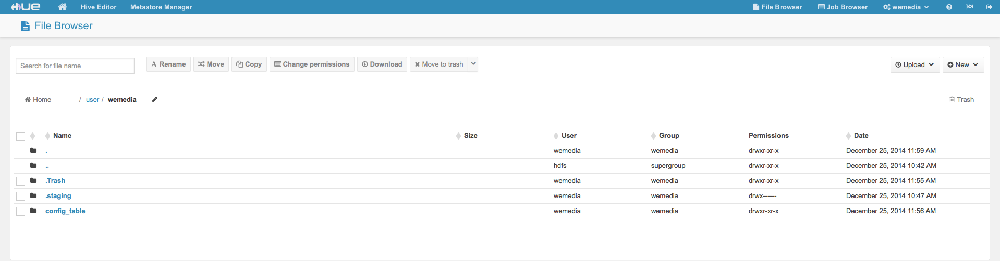 HUE Hive Editor Metastore Manager File Browser Job Browser wemedia
File Browser
Search for file name Rename Move Copy Change permissions Download Move to trash Upload New
Home / user / wemedia Trash
Name Size User Group Permissions Date
. wemedia wemedia drwxr-xr-x December 25, 2014 11:59 AM
.. hdfs supergroup drwxr-xr-x December 25, 2014 10:42 AM
.Trash wemedia wemedia drwxr-xr-x December 25, 2014 11:55 AM
.staging wemedia wemedia drwx------ December 25, 2014 10:47 AM
config_table wemedia wemedia drwxr-xr-x December 25, 2014 11:56 AM